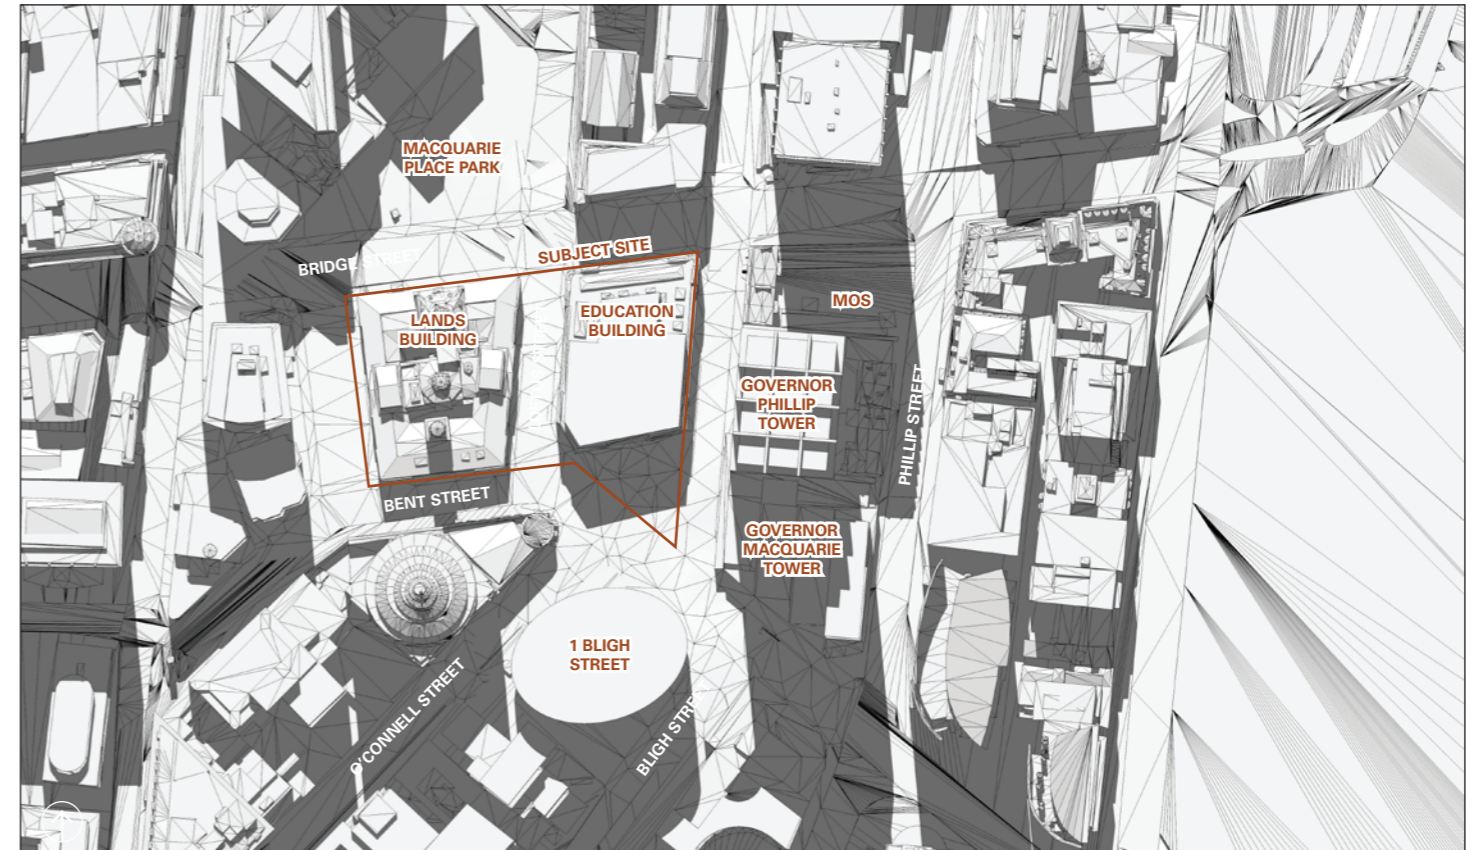 MACQUARIE
PLACE PARK
SUBJECT SITE
BRIDGE STREET
LANDS
BUILDING
EDUCATION
BUILDING
MOS
GOVERNOR
PHILLIP
TOWER
PHILLIP STREET
BENT STREET
GOVERNOR
MACQUARIE
TOWER
1 BLIGH
STREET
O'CONNELL STREET
BLIGH STREET